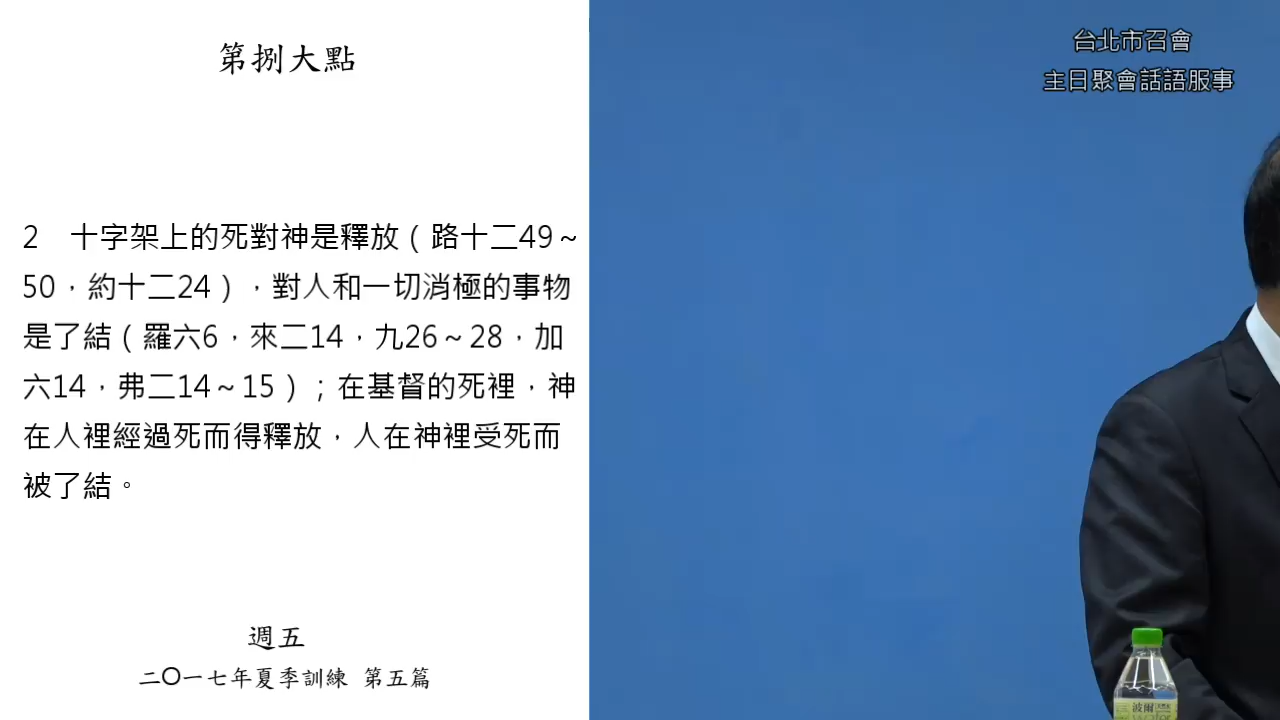 第捌大點
台北市召會
主日聚會話語服事
2　十字架上的死對神是釋放（路十二49～
50，約十二24），對人和一切消極的事物
是了結（羅六6，來二14，九26～28，加
六14，弗二14～15）；在基督的死裡，神
在人裡經過死而得釋放，人在神裡受死而
被了結。
週五
二〇一七年夏季訓練 第五篇
波爾